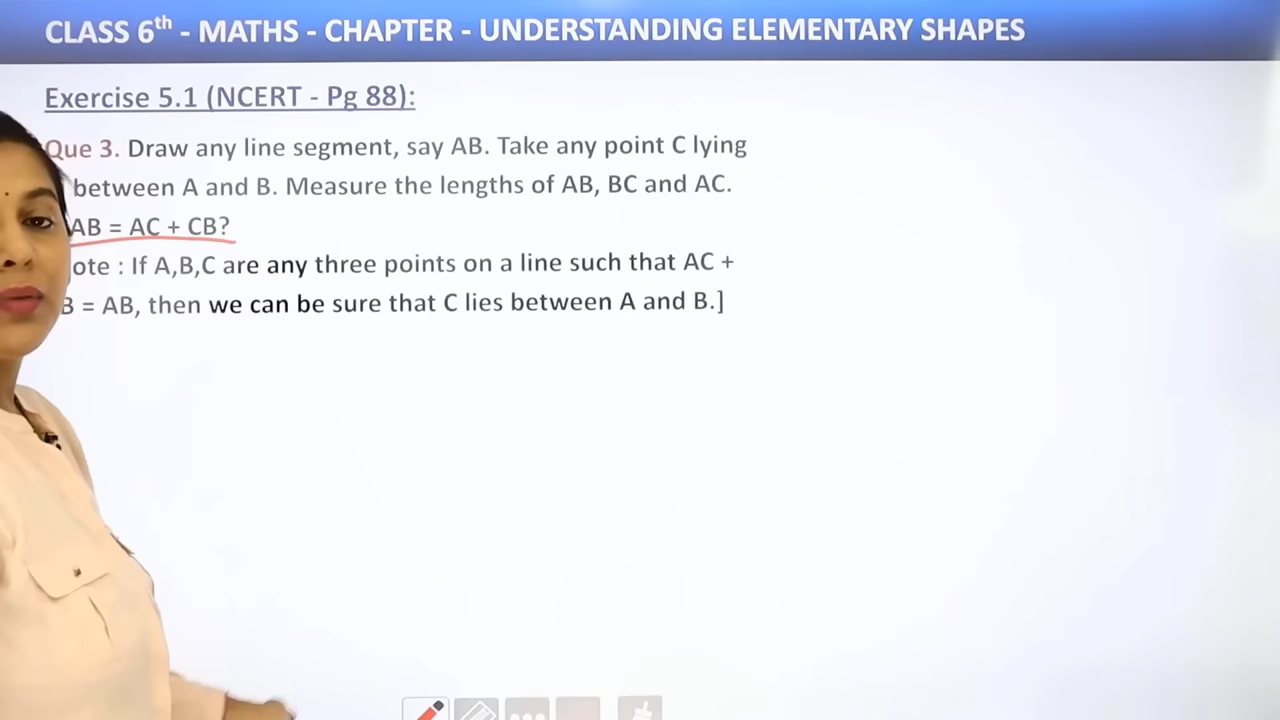 CLASS 6th - MATHS - CHAPTER - UNDERSTANDING ELEMENTARY SHAPES
Exercise 5.1 (NCERT - Pg 88):
Que 3. Draw any line segment, say AB. Take any point C lying
between A and B. Measure the lengths of AB, BC and AC.
AB = AC + CB?
ote : If A,B,C are any three points on a line such that AC +
B = AB, then we can be sure that C lies between A and B.]